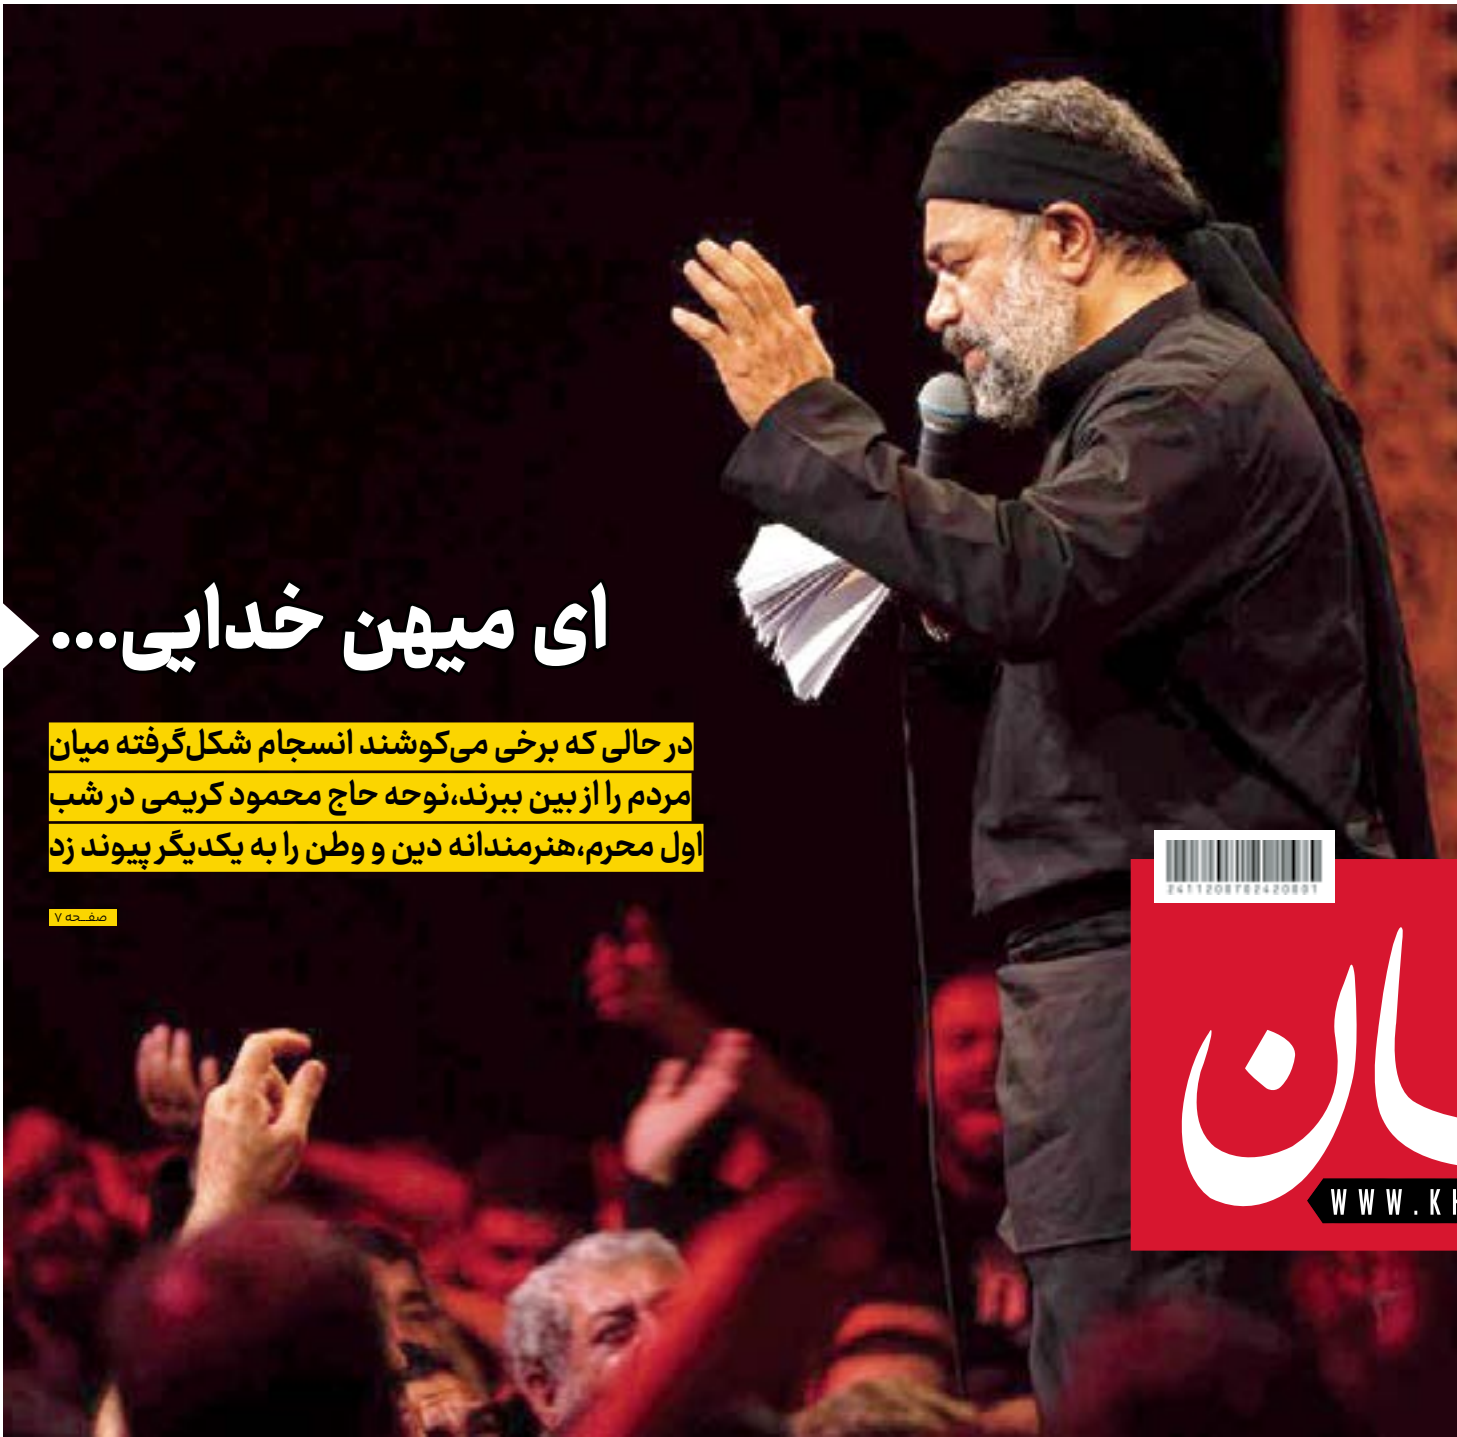 ای میهن خدایی...
در حالی که برخی می‌کوشند انسجام شکل‌گرفته میان
مردم را از بین ببرند،نوحه حاج محمود کریمی در شب
اول محرم،هنرمندانه دین و وطن را به یکدیگر پیوند زد
صفحه ۷
WWW.KH